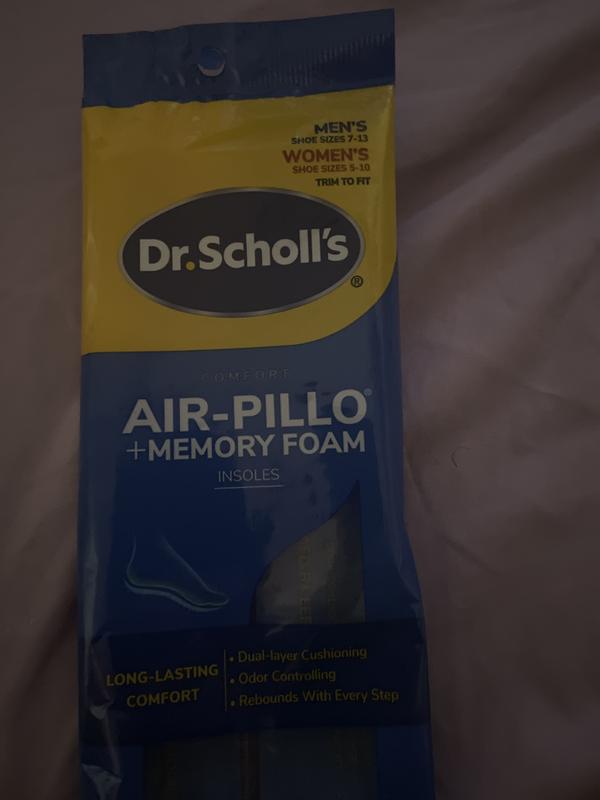 MEN'S
SHOE SIZES 7-13
WOMEN'S
SHOE SIZES 5-10
TRIM TO FIT
Dr.Scholl's
®
COMFORT
AIR-PILLO®
+MEMORY FOAM
INSOLES
LONG-LASTING
COMFORT
• Dual-layer Cushioning
• Odor Controlling
• Rebounds With Every Step